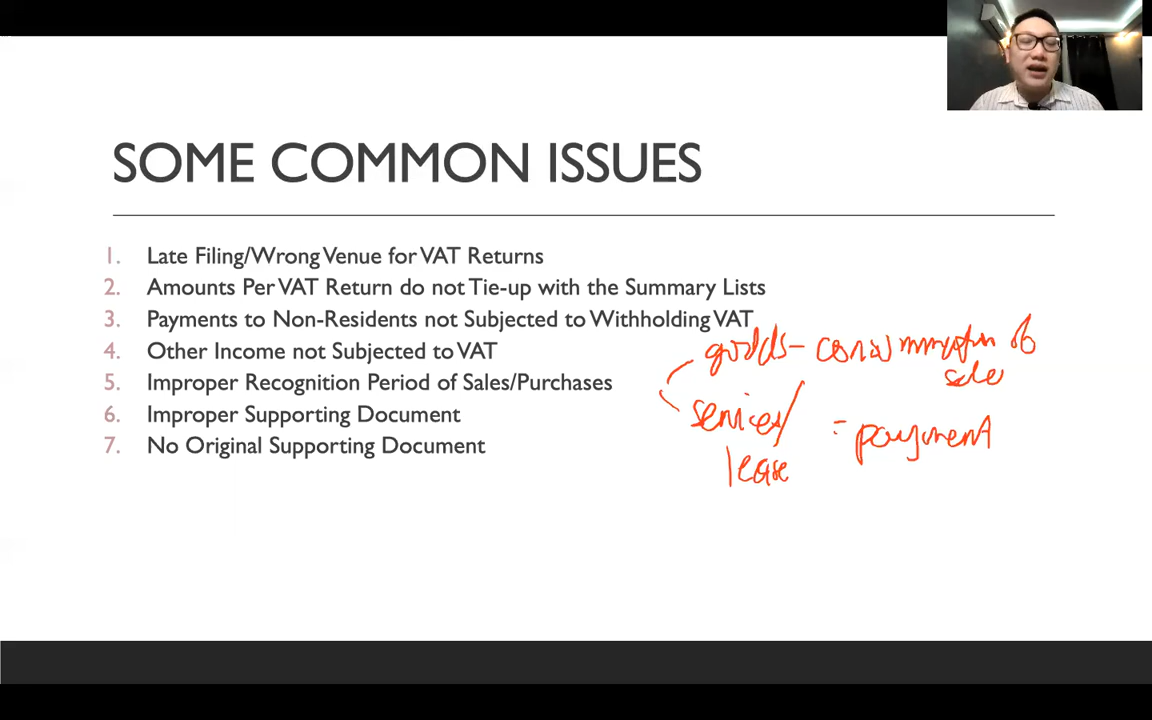 SOME COMMON ISSUES
1. Late Filing/Wrong Venue for VAT Returns
2. Amounts Per VAT Return do not Tie-up with the Summary Lists
3. Payments to Non-Residents not Subjected to Withholding VAT
4. Other Income not Subjected to VAT
5. Improper Recognition Period of Sales/Purchases
6. Improper Supporting Document
7. No Original Supporting Document
goods - consummation of
sale
services/ = payment
lease